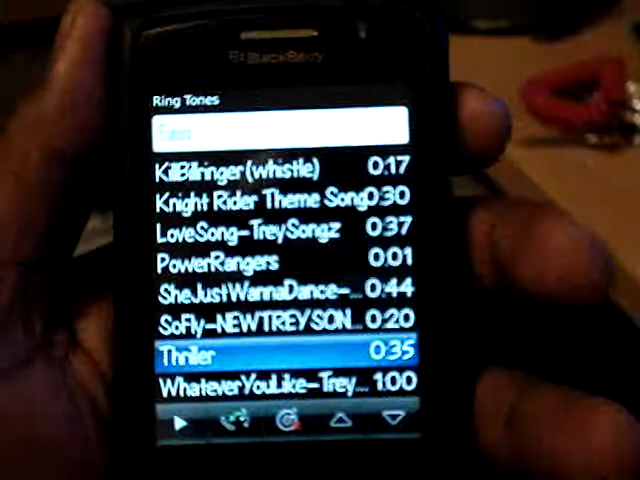 BlackBerry
Ring Tones
KillBillringer(whistle) 0:17
Knight Rider Theme Song 0:30
LoveSong-TreySongz 0:37
PowerRangers 0:01
SheJustWannaDance-... 0:44
SoFly-NEWTREYSON... 0:20
Thriller 0:35
WhateverYouLike-Trey... 1:00